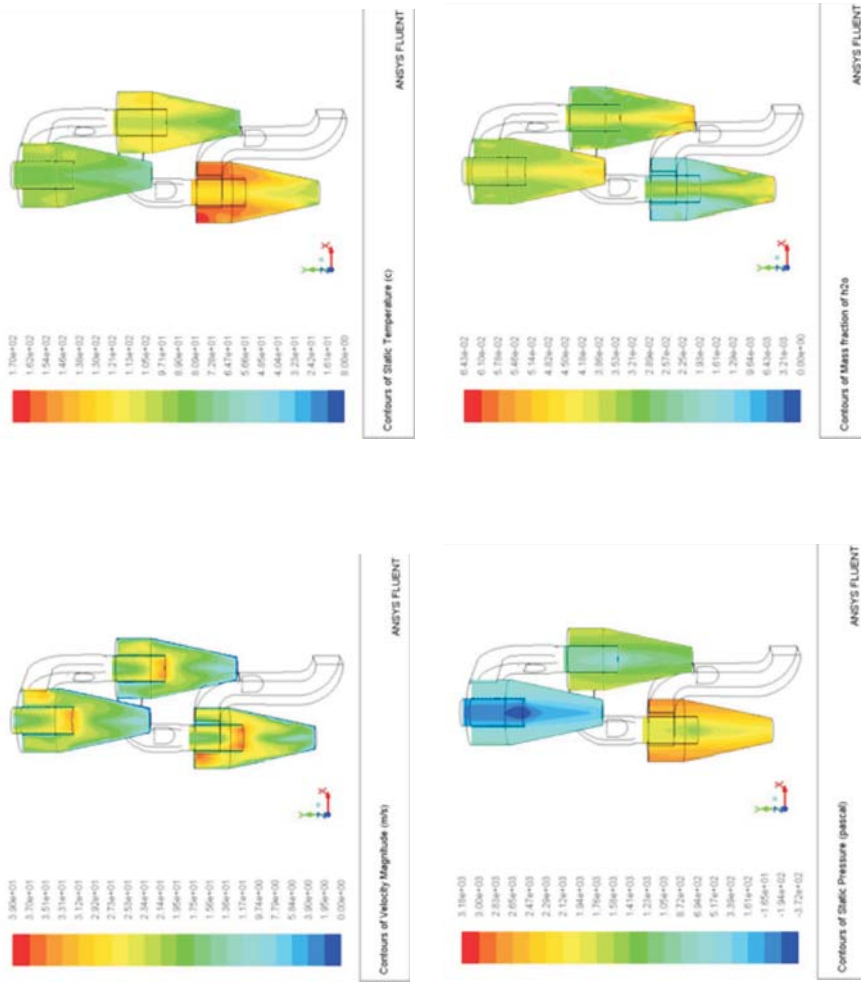 1.70e+02
1.62e+02
1.54e+02
1.46e+02
1.38e+02
1.30e+02
1.21e+02
1.13e+02
1.05e+02
9.71e+01
8.90e+01
8.09e+01
7.28e+01
6.47e+01
5.66e+01
4.85e+01
4.04e+01
3.23e+01
2.42e+01
1.61e+01
8.00e+00
Y
X
Contours of Static Temperature (c)
ANSYS FLUENT
6.43e-02
6.10e-02
5.78e-02
5.46e-02
5.14e-02
4.82e-02
4.50e-02
4.18e-02
3.86e-02
3.53e-02
3.21e-02
2.89e-02
2.57e-02
2.25e-02
1.93e-02
1.61e-02
1.29e-02
9.64e-03
6.43e-03
3.21e-03
0.00e+00
Y
X
Contours of Mass fraction of h2o
ANSYS FLUENT
3.90e+01
3.70e+01
3.51e+01
3.31e+01
3.12e+01
2.92e+01
2.73e+01
2.53e+01
2.34e+01
2.14e+01
1.95e+01
1.75e+01
1.56e+01
1.36e+01
1.17e+01
9.74e+00
7.79e+00
5.84e+00
3.90e+00
1.95e+00
0.00e+00
Y
X
Contours of Velocity Magnitude (m/s)
ANSYS FLUENT
3.18e+03
3.00e+03
2.83e+03
2.65e+03
2.47e+03
2.29e+03
2.12e+03
1.94e+03
1.76e+03
1.58e+03
1.41e+03
1.23e+03
1.05e+03
8.72e+02
6.94e+02
5.17e+02
3.39e+02
1.61e+02
-1.65e+01
-1.94e+02
-3.72e+02
Y
X
Contours of Static Pressure (pascal)
ANSYS FLUENT